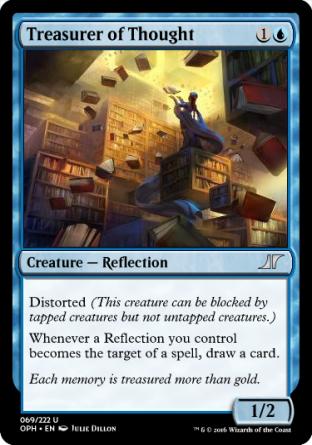 Treasurer of Thought 1
Creature — Reflection
Distorted (This creature can be blocked by
tapped creatures but not untapped creatures.)
Whenever a Reflection you control
becomes the target of a spell, draw a card.
Each memory is treasured more than gold.
1/2
069/222 U
OPH • EN Julie Dillon
™ & © 2016 Wizards of the Coast